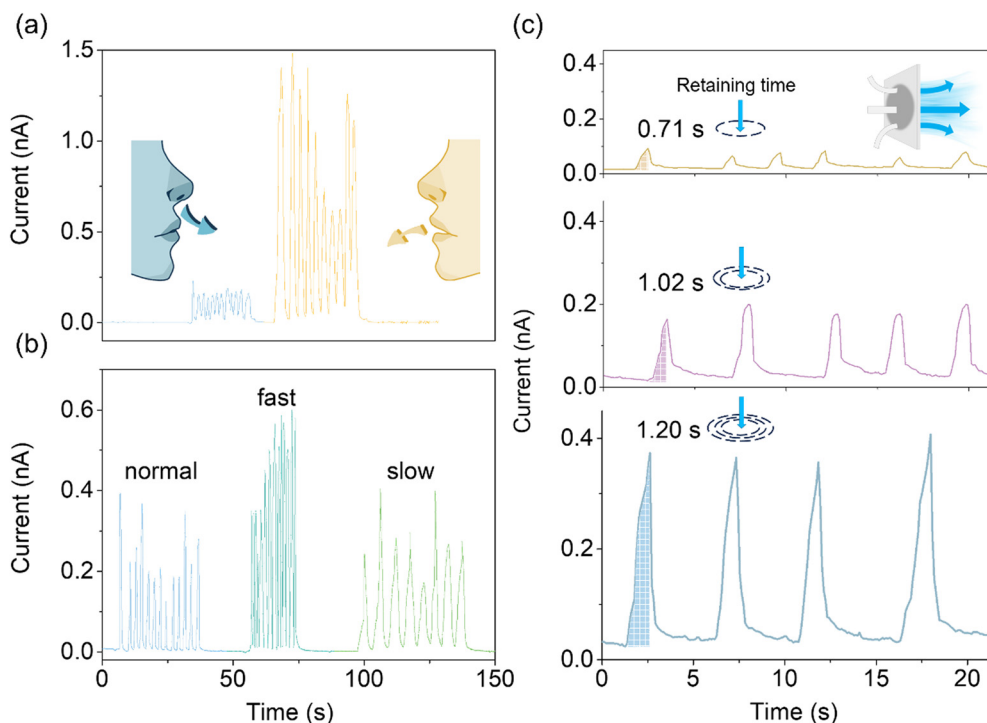 (a)
1.5
1.0
0.5
0.0
Current (nA)
(b)
normal
fast
slow
0.6
0.4
0.2
0.0
Current (nA)
0
50
100
150
Time (s)
(c)
0.4
0.2
0.0
Retaining time
0.71 s
0.4
0.2
0.0
1.02 s
0.4
0.2
0.0
1.20 s
Current (nA)
0
5
10
15
20
Time (s)